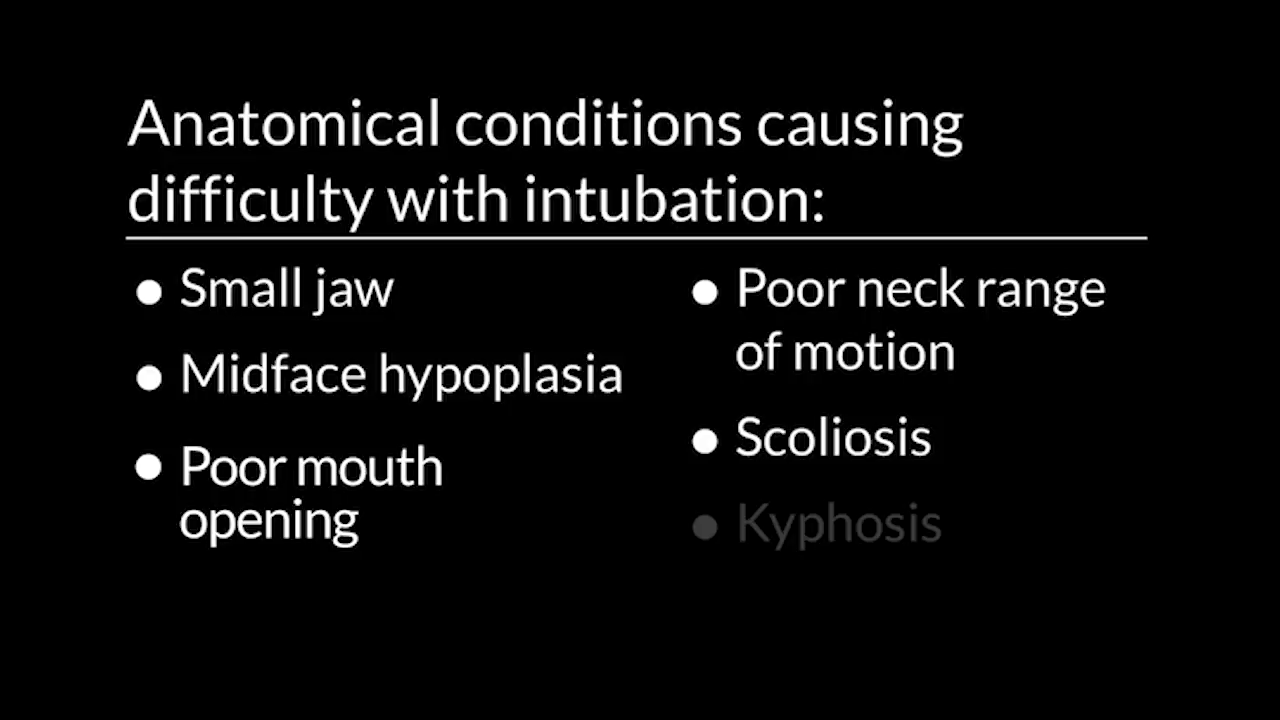 Anatomical conditions causing
difficulty with intubation:
● Small jaw
● Midface hypoplasia
● Poor mouth
opening
● Poor neck range
of motion
● Scoliosis
● Kyphosis